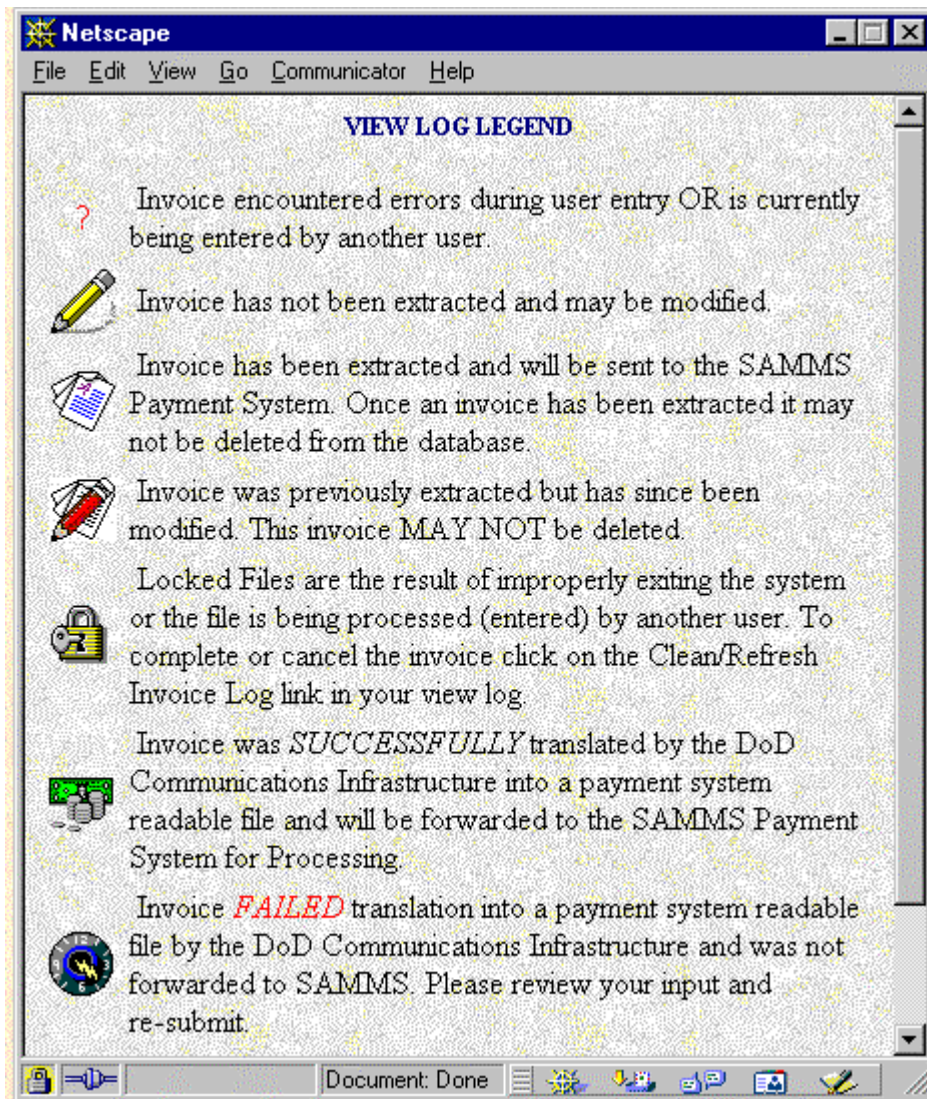 Netscape
File Edit View Go Communicator Help
VIEW LOG LEGEND
?
Invoice encountered errors during user entry OR is currently
being entered by another user.
Invoice has not been extracted and may be modified.
Invoice has been extracted and will be sent to the SAMMS
Payment System. Once an invoice has been extracted it may
not be deleted from the database.
Invoice was previously extracted but has since been
modified. This invoice MAY NOT be deleted.
Locked Files are the result of improperly exiting the system
or the file is being processed (entered) by another user. To
complete or cancel the invoice click on the Clean/Refresh
Invoice Log link in your view log.
Invoice was SUCCESSFULLY translated by the DoD
Communications Infrastructure into a payment system
readable file and will be forwarded to the SAMMS Payment
System for Processing.
Invoice FAILED translation into a payment system readable
file by the DoD Communications Infrastructure and was not
forwarded to SAMMS. Please review your input and
re-submit.
Document: Done